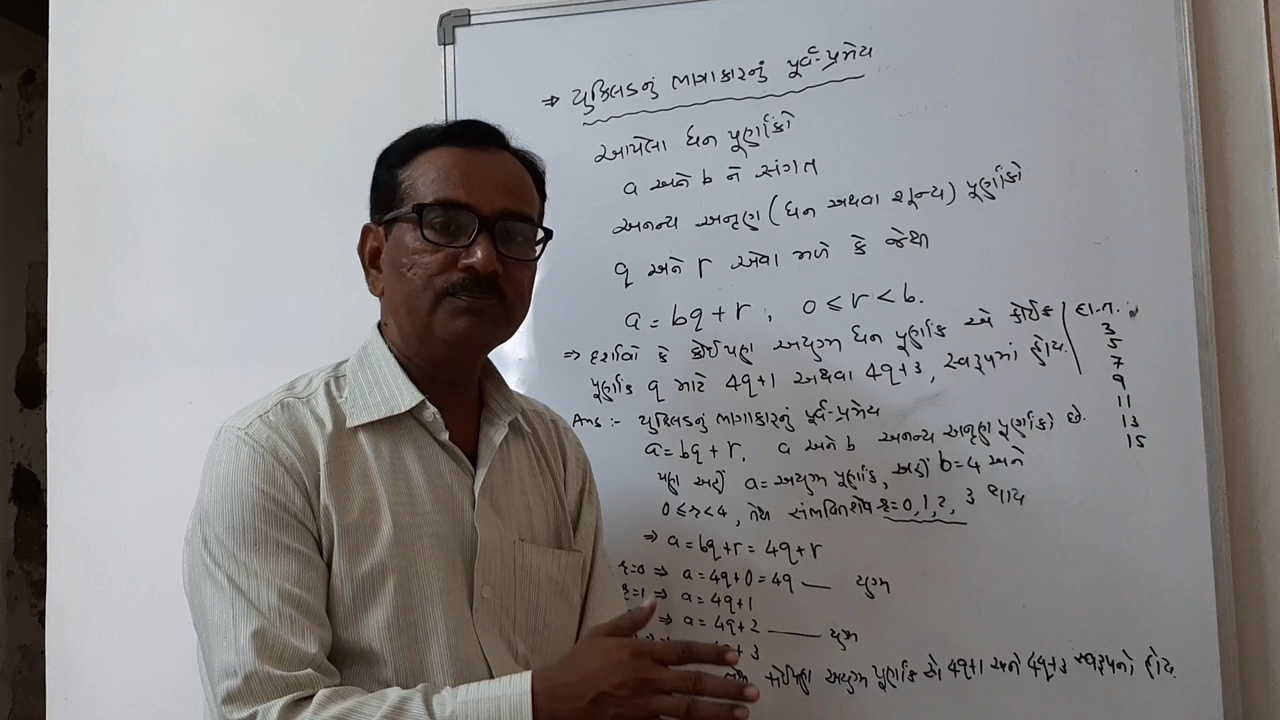 ⇒ યુક્લિડનું ભાગાકારનું પૂર્વ-પ્રમેય
આપેલા ધન પૂર્ણાંકો
a અને b ને સંગત
અનન્ય અનૃણ (ધન અથવા શૂન્ય) પૂર્ણાંકો
q અને r એવા મળે કે જેથી
a = bq + r, 0 ≤ r < b.
⇒ દર્શાવો કે કોઈપણ અયુગ્મ ધન પૂર્ણાંક એ કોઈક
પૂર્ણાંક q માટે 4q+1 અથવા 4q+3, સ્વરૂપમાં હોય.
દા.ત.
3
5
7
9
11
13
15
Ans :- યુક્લિડનું ભાગાકારનું પૂર્વ-પ્રમેય
a = bq + r, a અને b અનન્ય અનૃણ પૂર્ણાંકો છે.
પણ અહીં a = અયુગ્મ પૂર્ણાંક, અહીં b = 4 અને
0 ≤ r < 4, તેથી સંભવિત શેષ r = 0, 1, 2, 3 થાય
⇒ a = bq + r = 4q + r
r=0 ⇒ a = 4q + 0 = 4q — યુગ્મ
r=1 ⇒ a = 4q + 1
⇒ a = 4q + 2 — યુગ્મ
+ 3
કોઈપણ અયુગ્મ પૂર્ણાંક એ 4q+1 અને 4q+3 સ્વરૂપનો હોય.